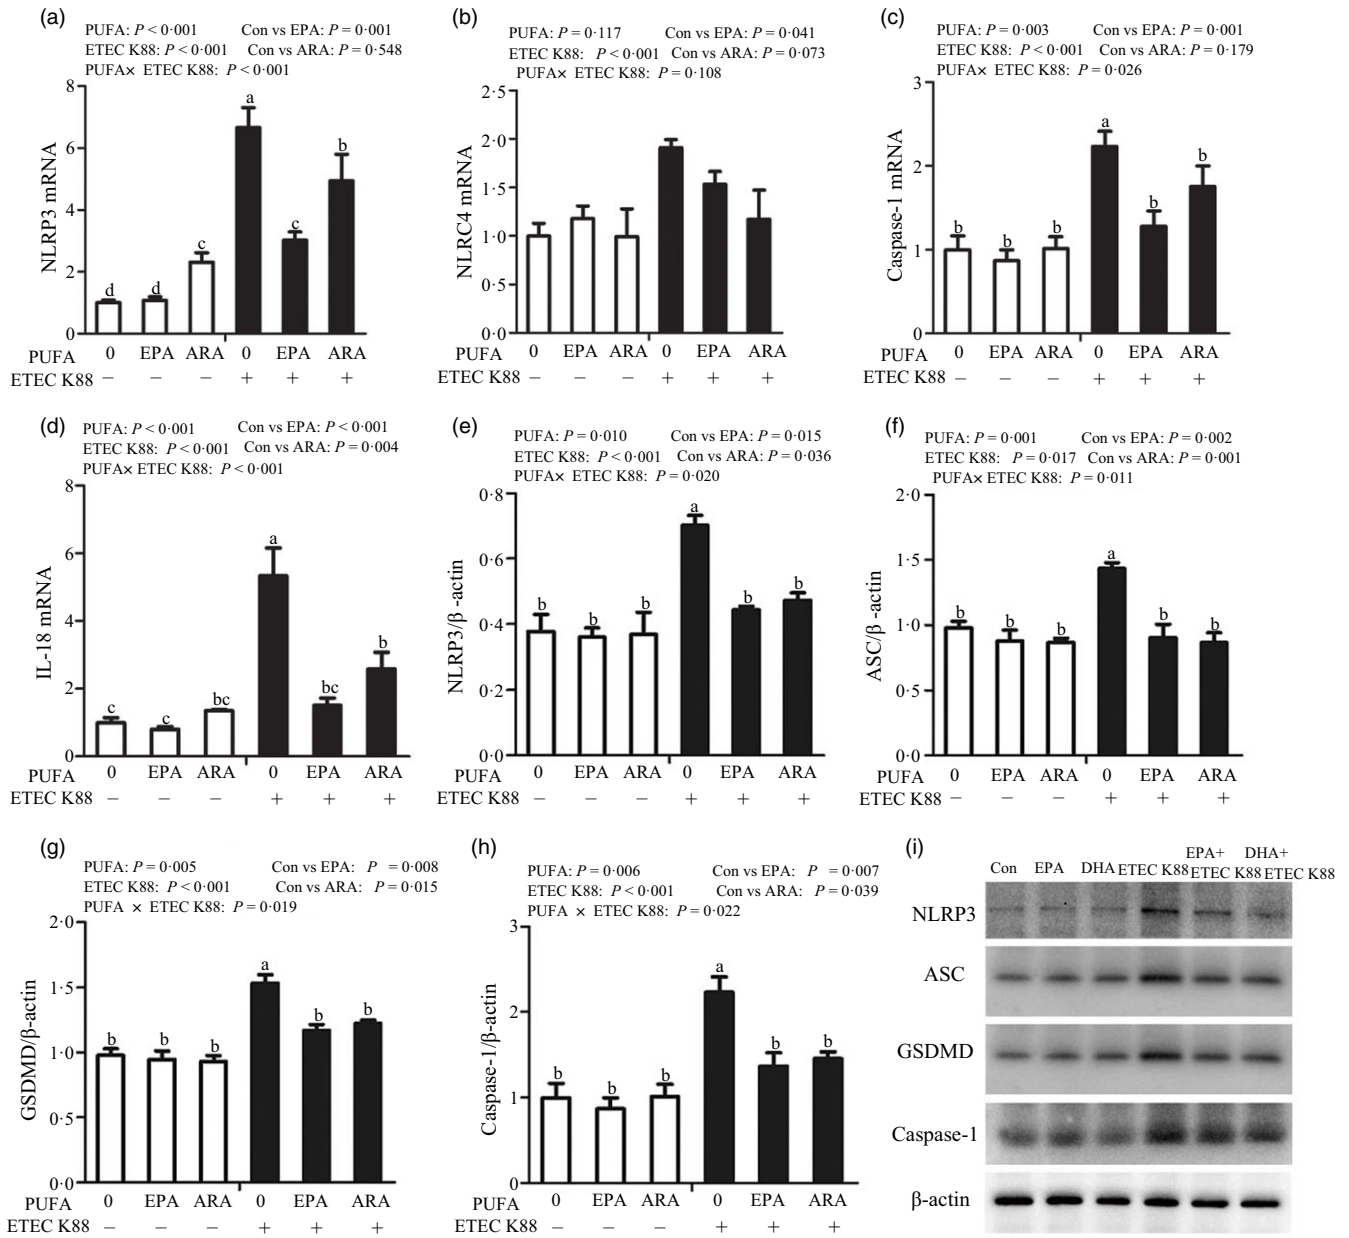 (a)
PUFA: P < 0·001 Con vs EPA: P = 0·001
ETEC K88: P < 0·001 Con vs ARA: P = 0·548
PUFA× ETEC K88: P < 0·001
NLRP3 mRNA
8
6
4
2
0
d d c a c b
PUFA 0 EPA ARA 0 EPA ARA
ETEC K88 − − − + + +
(b)
PUFA: P = 0·117 Con vs EPA: P = 0·041
ETEC K88: P < 0·001 Con vs ARA: P = 0·073
PUFA× ETEC K88: P = 0·108
NLRC4 mRNA
2·5
2·0
1·5
1·0
0·5
0·0
PUFA 0 EPA ARA 0 EPA ARA
ETEC K88 − − − + + +
(c)
PUFA: P = 0·003 Con vs EPA: P = 0·001
ETEC K88: P < 0·001 Con vs ARA: P = 0·179
PUFA× ETEC K88: P = 0·026
Caspase-1 mRNA
3
2
1
0
b b b a b b
PUFA 0 EPA ARA 0 EPA ARA
ETEC K88 − − − + + +
(d)
PUFA: P < 0·001 Con vs EPA: P < 0·001
ETEC K88: P < 0·001 Con vs ARA: P = 0·004
PUFA× ETEC K88: P < 0·001
IL-18 mRNA
8
6
4
2
0
c c bc a bc b
PUFA 0 EPA ARA 0 EPA ARA
ETEC K88 − − − + + +
(e)
PUFA: P = 0·010 Con vs EPA: P = 0·015
ETEC K88: P < 0·001 Con vs ARA: P = 0·036
PUFA× ETEC K88: P = 0·020
NLRP3/β -actin
0·8
0·6
0·4
0·2
0·0
b b b a b b
PUFA 0 EPA ARA 0 EPA ARA
ETEC K88 − − − + + +
(f)
PUFA: P = 0·001 Con vs EPA: P = 0·002
ETEC K88: P = 0·017 Con vs ARA: P = 0·001
PUFA× ETEC K88: P = 0·011
ASC/β -actin
2·0
1·5
1·0
0·5
0·0
b b b a b b
PUFA 0 EPA ARA 0 EPA ARA
ETEC K88 − − − + + +
(g)
PUFA: P = 0·005 Con vs EPA: P = 0·008
ETEC K88: P < 0·001 Con vs ARA: P = 0·015
PUFA × ETEC K88: P = 0·019
GSDMD/β-actin
2·0
1·5
1·0
0·5
0·0
b b b a b b
PUFA 0 EPA ARA 0 EPA ARA
ETEC K88 − − − + + +
(h)
PUFA: P = 0·006 Con vs EPA: P = 0·007
ETEC K88: P < 0·001 Con vs ARA: P = 0·039
PUFA × ETEC K88: P = 0·022
Caspase-1/β-actin
3
2
1
0
b b b a b b
PUFA 0 EPA ARA 0 EPA ARA
ETEC K88 − − − + + +
(i)
EPA+ DHA+
Con EPA DHA ETEC K88 ETEC K88 ETEC K88
NLRP3
ASC
GSDMD
Caspase-1
β-actin